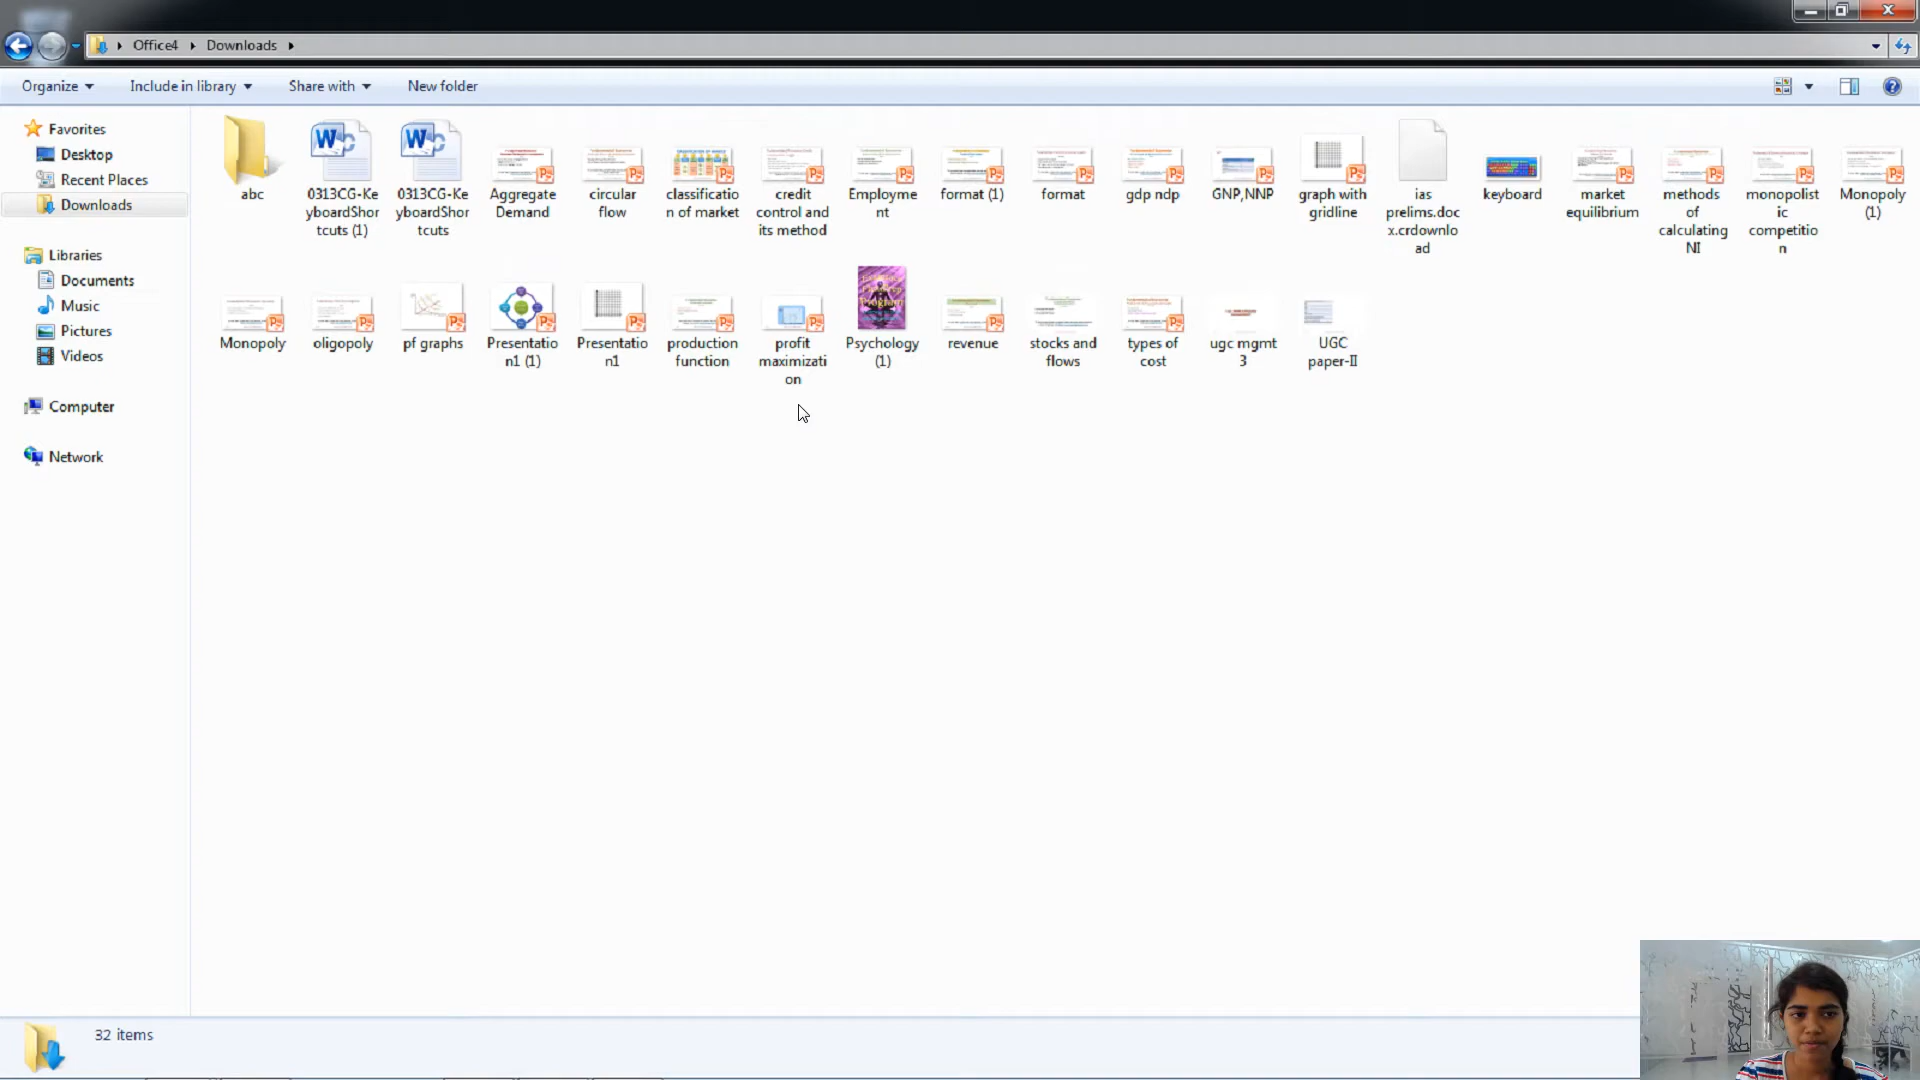 Office4 Downloads
Organize Include in library Share with New folder
Favorites
Desktop
Recent Places
Downloads
Libraries
Documents
Music
Pictures
Videos
Computer
Network
abc
0313CG-Ke
yboardShor
tcuts (1)
0313CG-Ke
yboardShor
tcuts
Aggregate
Demand
circular
flow
classificatio
n of market
credit
control and
its method
Employme
nt
format (1)
format
gdp ndp
GNP,NNP
graph with
gridline
ias
prelims.doc
x.crdownlo
ad
keyboard
market
equilibrium
methods
of
calculating
NI
monopolist
ic
competitio
n
Monopoly
(1)
Monopoly
oligopoly
pf graphs
Presentatio
n1 (1)
Presentatio
n1
production
function
profit
maximizati
on
Psychology
(1)
revenue
stocks and
flows
types of
cost
ugc mgmt
3
UGC
paper-II
32 items